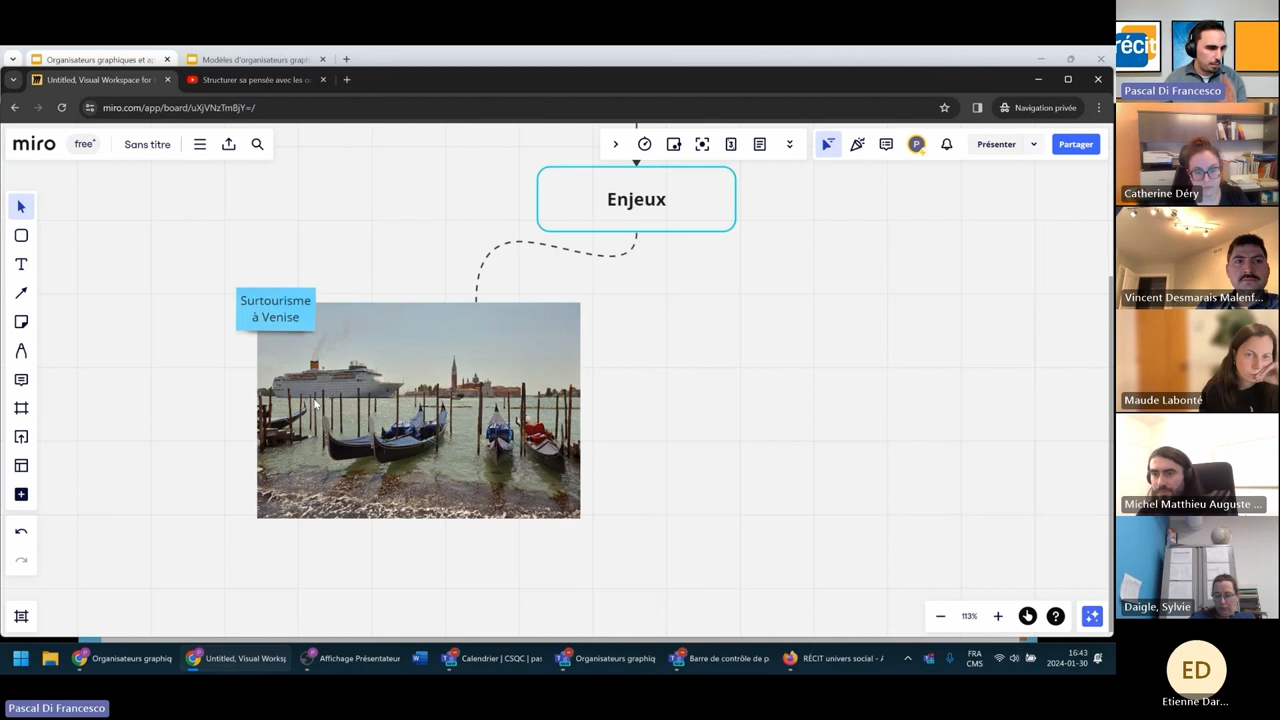 Organisateurs graphiques et a
Modèles d'organisateurs grap
Untitled, Visual Workspace for
Structurer sa pensée avec les o
miro.com/app/board/uXjVNzTmBjY=/
Navigation privée
miro
free
Sans titre
Présenter
P
Partager
Enjeux
Surtourisme
à Venise
113%
Organisateurs graphiq
Untitled, Visual Worksp
Affichage Présentateur
Calendrier | CSQC | pas
Organisateurs graphiq
Barre de contrôle de p
RÉCIT univers social - A
FRA
CMS
16:43
2024-01-30
Pascal Di Francesco
récit
Pascal Di Francesco
Catherine Déry
Vincent Desmarais Malenf...
Maude Labonté
Michel Matthieu Auguste ...
Daigle, Sylvie
ED
Etienne Dar...